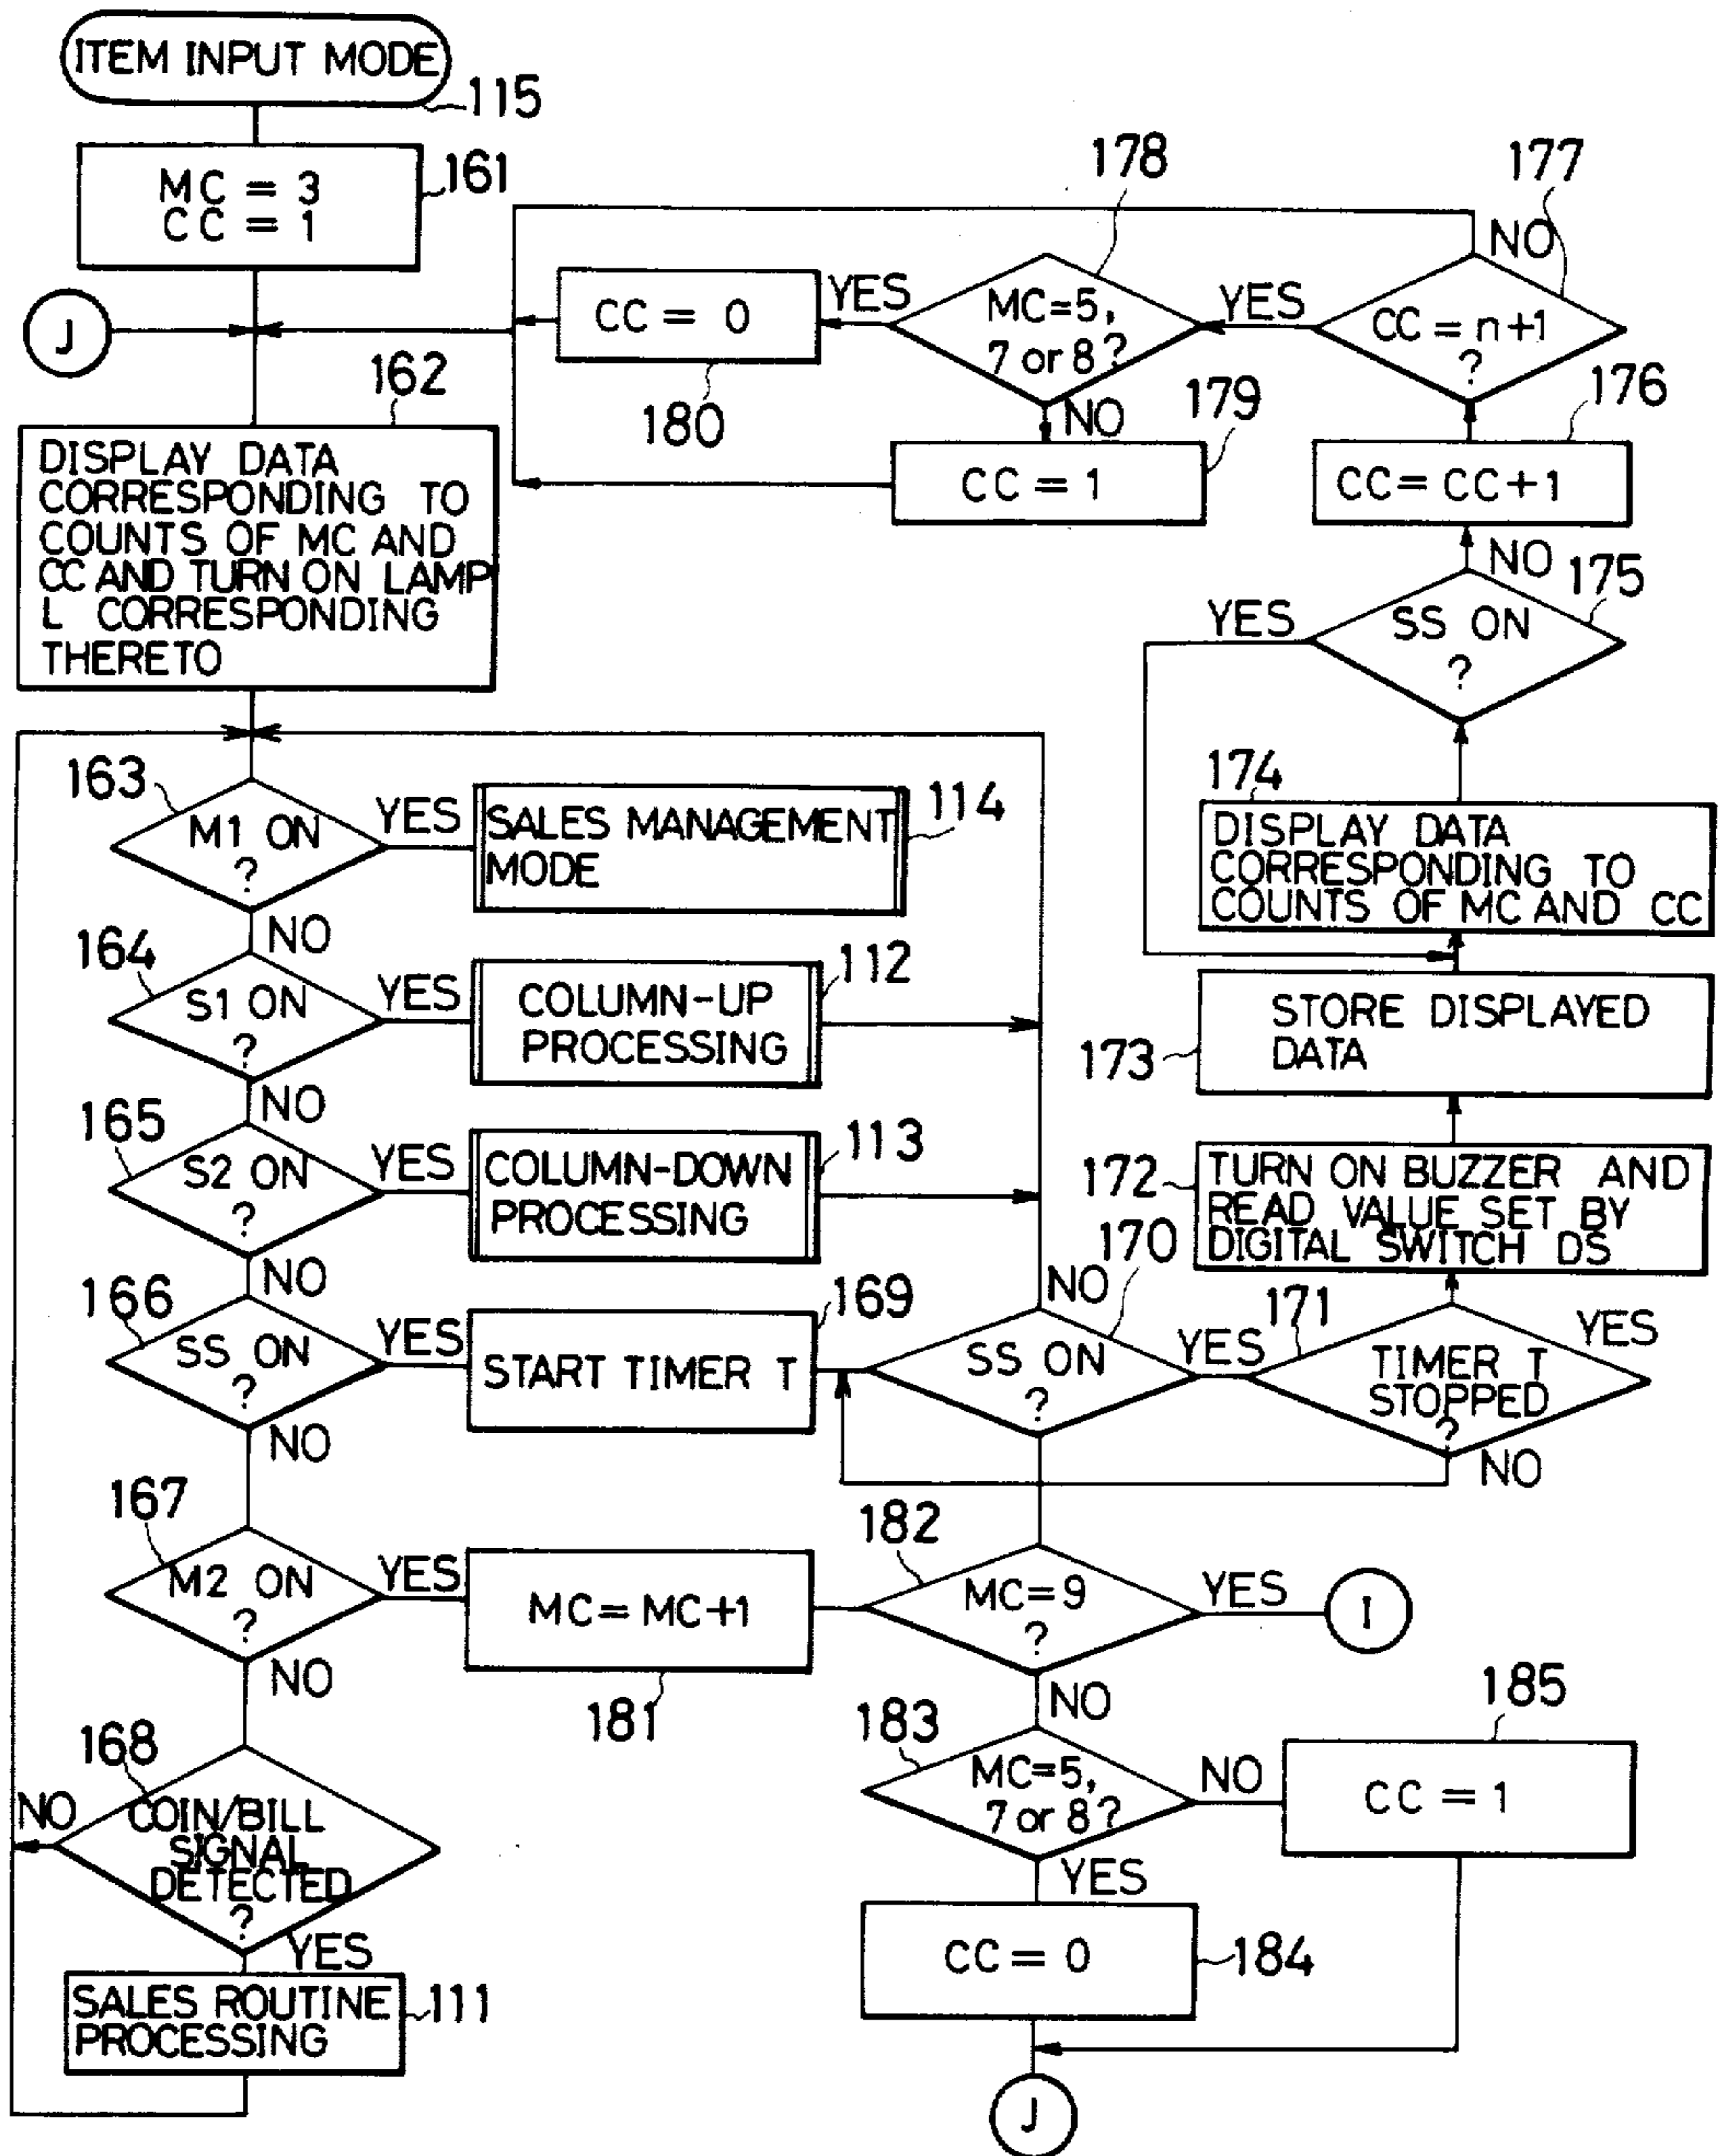 ITEM INPUT MODE
115
MC = 3
CC = 1
161
J
162
DISPLAY DATA
CORRESPONDING TO
COUNTS OF MC AND
CC AND TURN ON LAMP
L CORRESPONDING
THERETO
163
M1 ON
?
YES
SALES MANAGEMENT
MODE
114
NO
164
S1 ON
?
YES
COLUMN-UP
PROCESSING
112
NO
165
S2 ON
?
YES
COLUMN-DOWN
PROCESSING
113
NO
166
SS ON
?
YES
START TIMER T
169
NO
167
M2 ON
?
YES
MC = MC+1
181
NO
168
NO
COIN/BILL
SIGNAL
DETECTED
?
YES
SALES ROUTINE
PROCESSING
111
178
177
NO
CC = n+1
?
YES
MC=5,
7 or 8?
YES
CC = 0
180
NO
179
CC = 1
176
CC = CC+1
NO
175
YES
SS ON
?
174
DISPLAY DATA
CORRESPONDING TO
COUNTS OF MC AND CC
STORE DISPLAYED
DATA
173
172
TURN ON BUZZER AND
READ VALUE SET BY
DIGITAL SWITCH DS
170
NO
SS ON
?
YES
171
YES
TIMER T
STOPPED
?
NO
182
MC=9
?
YES
I
NO
183
MC=5,
7 or 8?
NO
185
CC = 1
YES
CC = 0
184
J